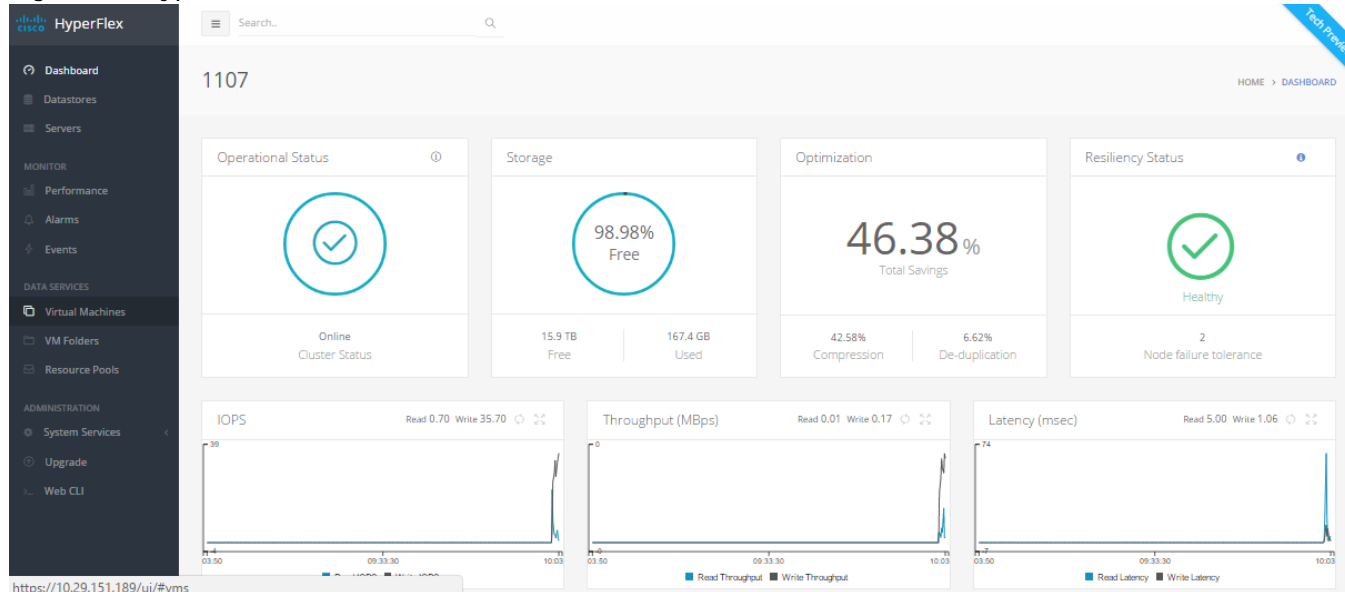 cisco HyperFlex
Search..
Tech Preview
Dashboard
Datastores
Servers
MONITOR
Performance
Alarms
Events
DATA SERVICES
Virtual Machines
VM Folders
Resource Pools
ADMINISTRATION
System Services
Upgrade
Web CLI
1107
HOME > DASHBOARD
Operational Status
Online
Cluster Status
Storage
98.98%
Free
15.9 TB 167.4 GB
Free Used
Optimization
46.38 %
Total Savings
42.58% 6.62%
Compression De-duplication
Resiliency Status
Healthy
2
Node failure tolerance
IOPS Read 0.70 Write 35.70
39
-4
03:50 09:33:30 10:03
Throughput (MBps) Read 0.01 Write 0.17
0
-0
03:50 09:33:30 10:03
Read Throughput Write Throughput
Latency (msec) Read 5.00 Write 1.06
74
-7
03:50 09:33:30 10:03
Read Latency Write Latency
https://10.29.151.189/ui/#vms